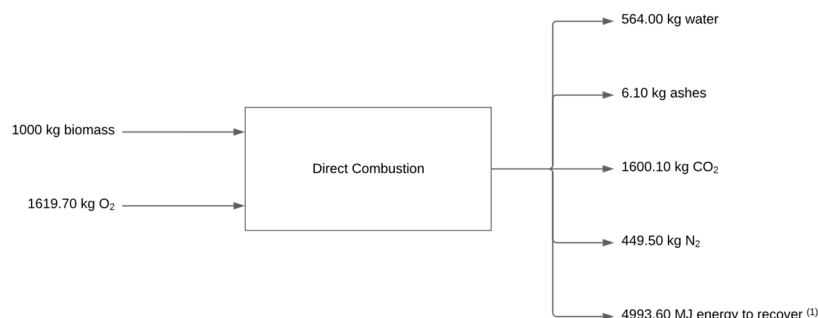 564.00 kg water
6.10 kg ashes
1000 kg biomass
Direct Combustion
1600.10 kg CO₂
1619.70 kg O₂
449.50 kg N₂
4993.60 MJ energy to recover ⁽¹⁾